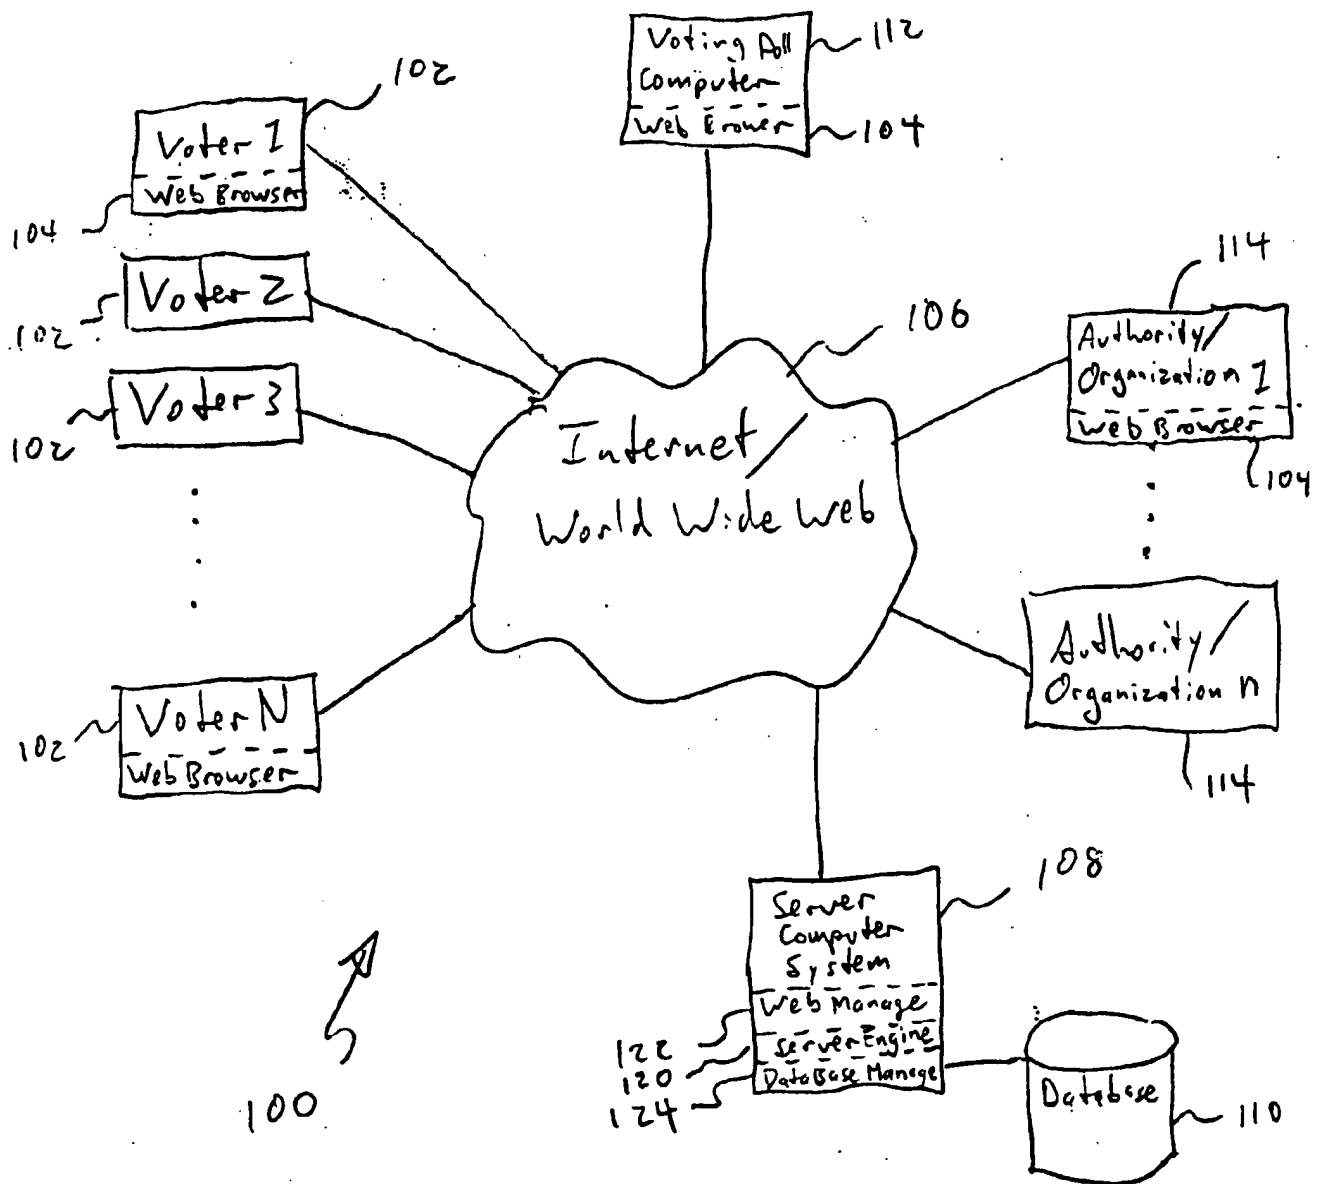 Voting Poll
Computer
Web Brower
112
104
102
Voter 1
Web Browser
104
Voter 2
102
Voter 3
102
Voter N
Web Browser
102
106
Internet/
World Wide Web
114
Authority/
Organization 1
Web Browser
104
Authority/
Organization n
114
108
Server
Computer
System
Web Manage
Server Engine
DataBase Manage
122
120
124
Database
110
100